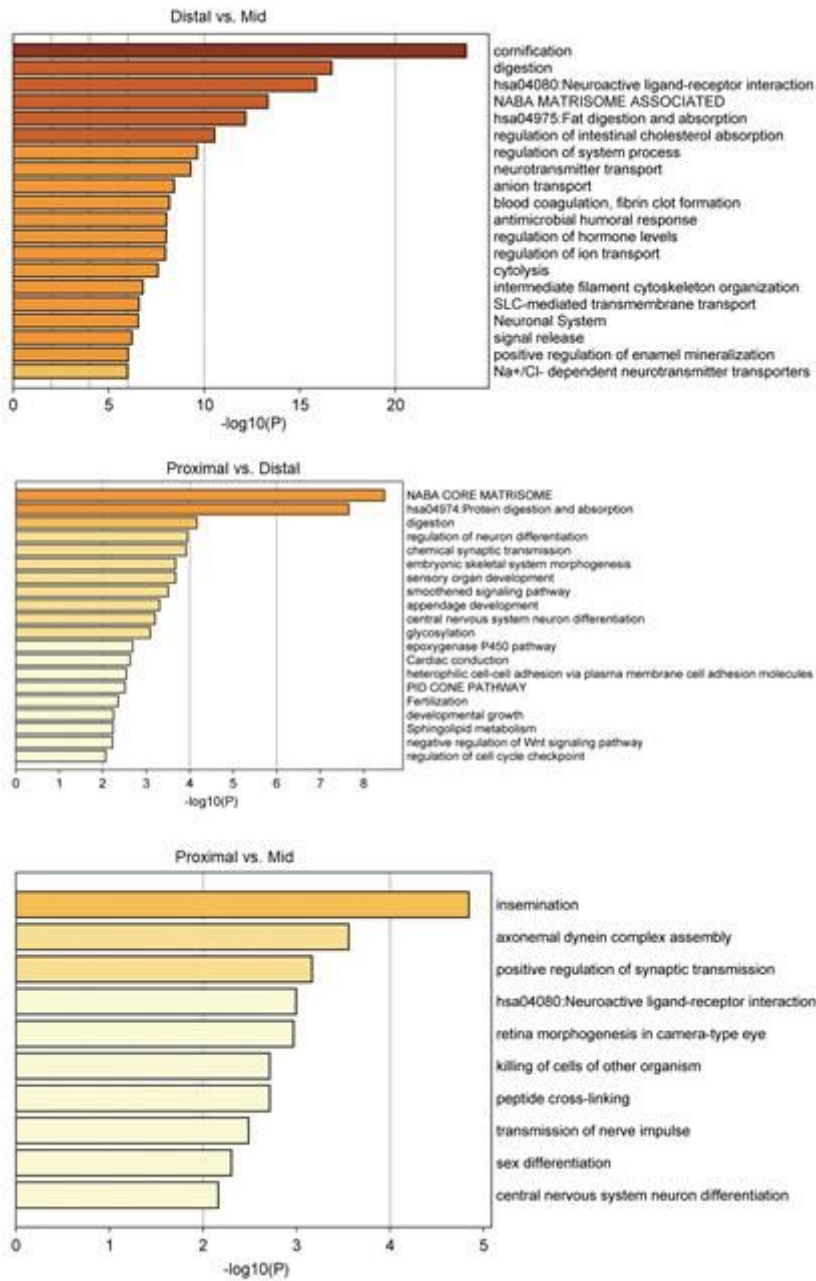 Distal vs. Mid
cornification
digestion
hsa04080:Neuroactive ligand-receptor interaction
NABA MATRISOME ASSOCIATED
hsa04975:Fat digestion and absorption
regulation of intestinal cholesterol absorption
regulation of system process
neurotransmitter transport
anion transport
blood coagulation, fibrin clot formation
antimicrobial humoral response
regulation of hormone levels
regulation of ion transport
cytolysis
intermediate filament cytoskeleton organization
SLC-mediated transmembrane transport
Neuronal System
signal release
positive regulation of enamel mineralization
Na+/Cl- dependent neurotransmitter transporters
0 5 10 15 20
-log10(P)
Proximal vs. Distal
NABA CORE MATRISOME
hsa04974:Protein digestion and absorption
digestion
regulation of neuron differentiation
chemical synaptic transmission
embryonic skeletal system morphogenesis
sensory organ development
smoothened signaling pathway
appendage development
central nervous system neuron differentiation
glycosylation
epoxygenase P450 pathway
Cardiac conduction
heterophilic cell-cell adhesion via plasma membrane cell adhesion molecules
PID CONE PATHWAY
Fertilization
developmental growth
Sphingolipid metabolism
negative regulation of Wnt signaling pathway
regulation of cell cycle checkpoint
0 1 2 3 4 5 6 7 8
-log10(P)
Proximal vs. Mid
insemination
axonemal dynein complex assembly
positive regulation of synaptic transmission
hsa04080:Neuroactive ligand-receptor interaction
retina morphogenesis in camera-type eye
killing of cells of other organism
peptide cross-linking
transmission of nerve impulse
sex differentiation
central nervous system neuron differentiation
0 1 2 3 4 5
-log10(P)